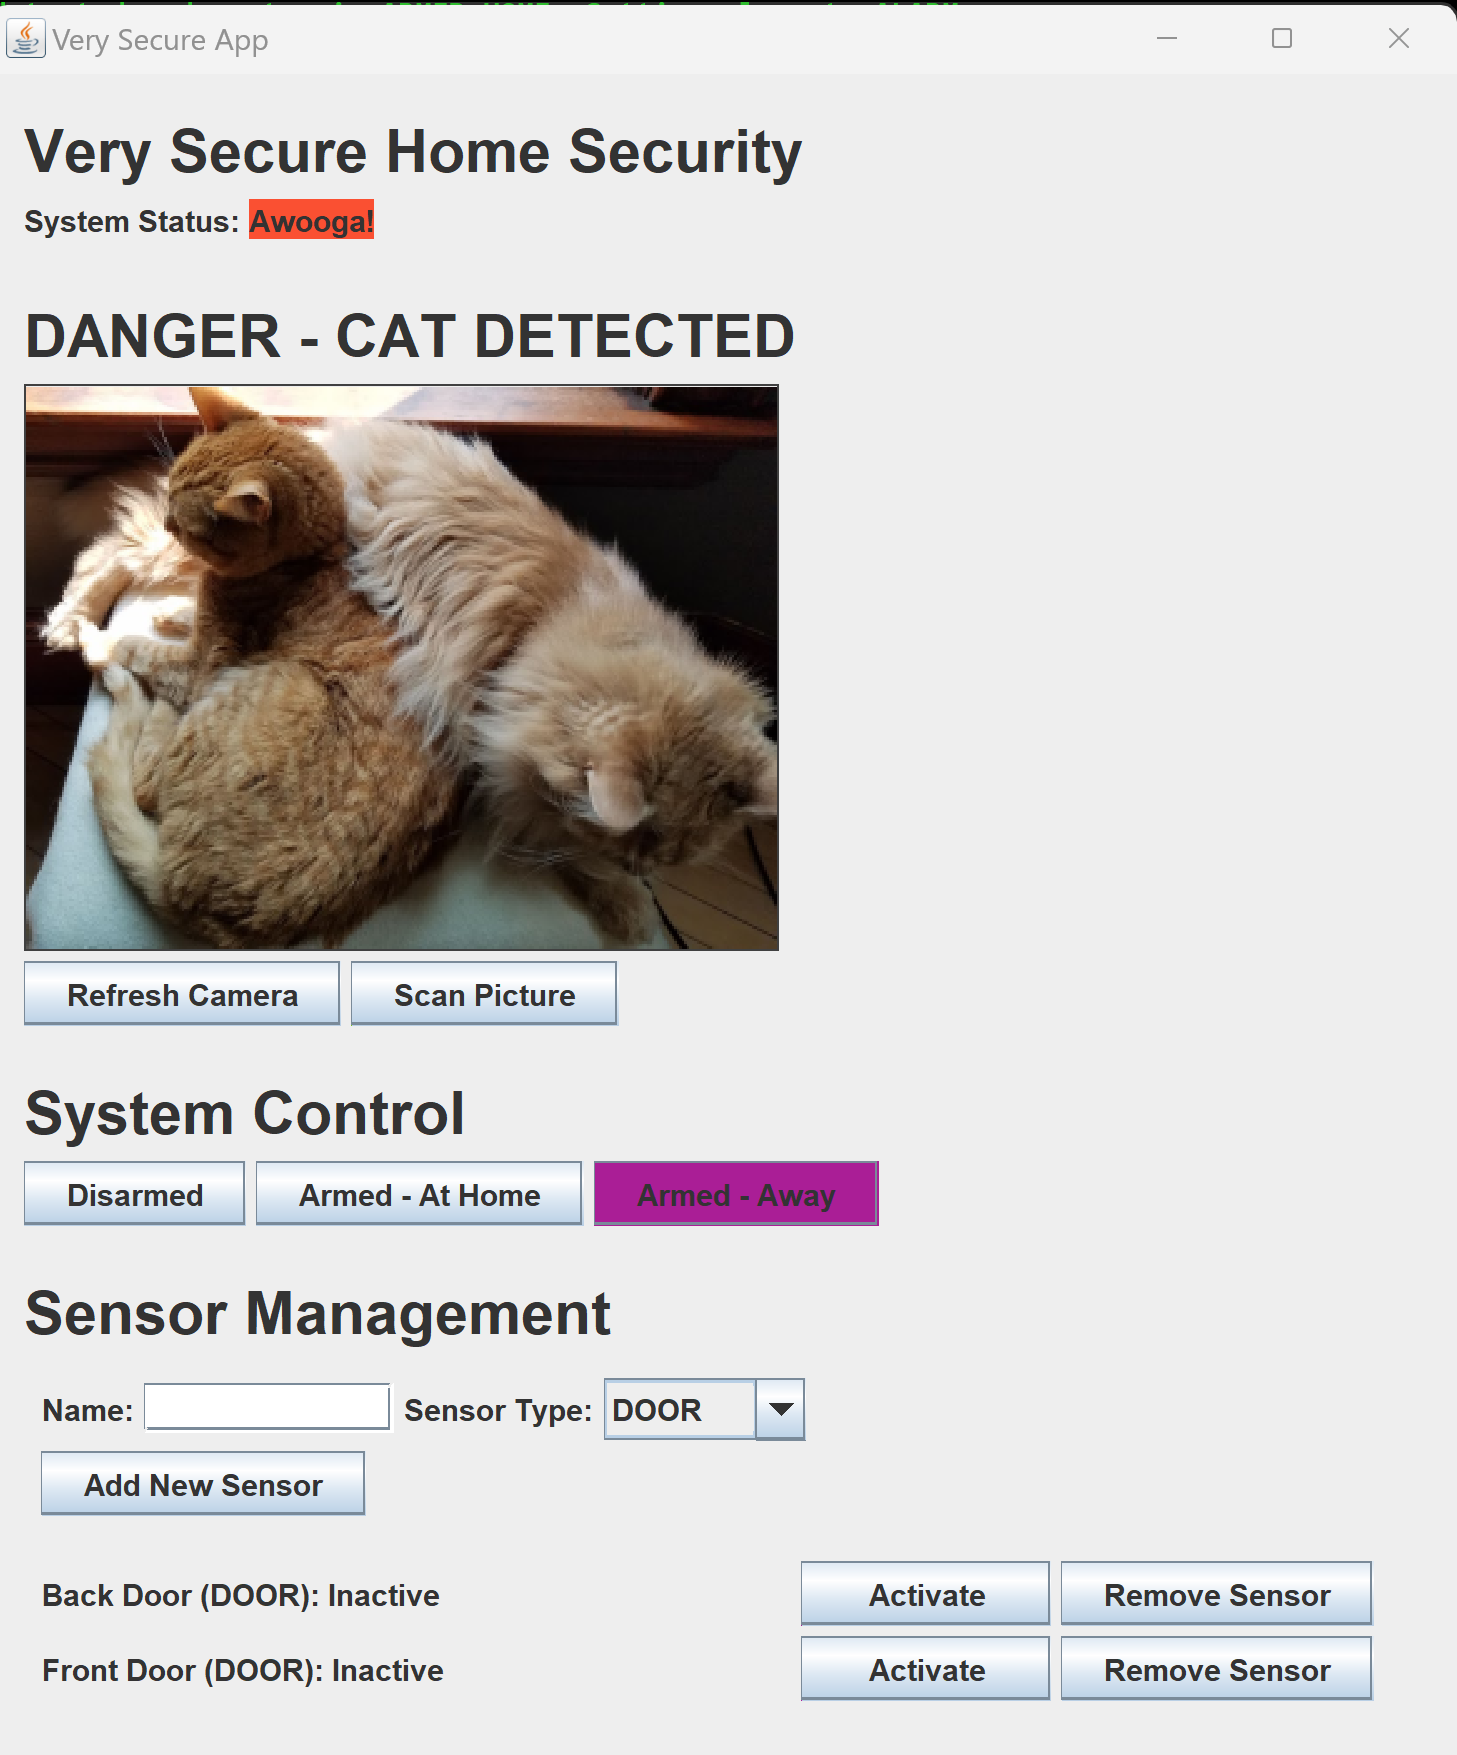 Very Secure App
Very Secure Home Security
System Status: Awooga!
DANGER - CAT DETECTED
Refresh Camera Scan Picture
System Control
Disarmed Armed - At Home Armed - Away
Sensor Management
Name: Sensor Type: DOOR
Add New Sensor
Back Door (DOOR): Inactive Activate Remove Sensor
Front Door (DOOR): Inactive Activate Remove Sensor